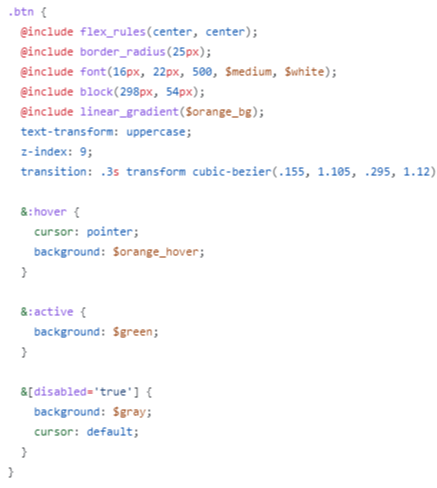 .btn {
  @include flex_rules(center, center);
  @include border_radius(25px);
  @include font(16px, 22px, 500, $medium, $white);
  @include block(298px, 54px);
  @include linear_gradient($orange_bg);
  text-transform: uppercase;
  z-index: 9;
  transition: .3s transform cubic-bezier(.155, 1.105, .295, 1.12)
  &:hover {
    cursor: pointer;
    background: $orange_hover;
  }
  &:active {
    background: $green;
  }
  &[disabled='true'] {
    background: $gray;
    cursor: default;
  }
}